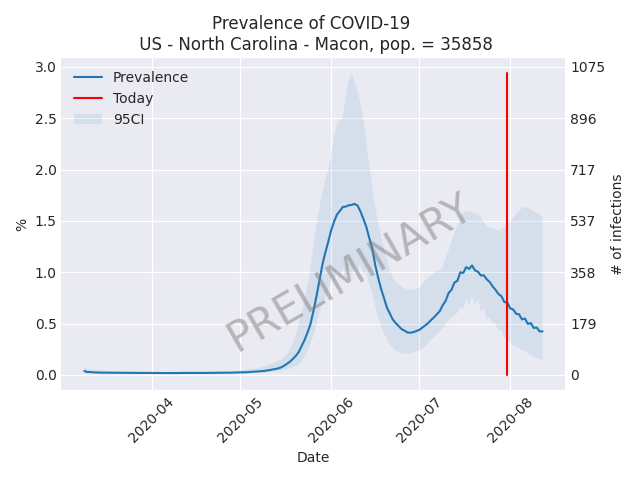 Prevalence of COVID-19
US - North Carolina - Macon, pop. = 35858
3.0
2.5
2.0
1.5
1.0
0.5
0.0
%
Prevalence
Today
95CI
PRELIMINARY
1075
896
717
537
358
179
0
# of infections
2020-04
2020-05
2020-06
2020-07
2020-08
Date